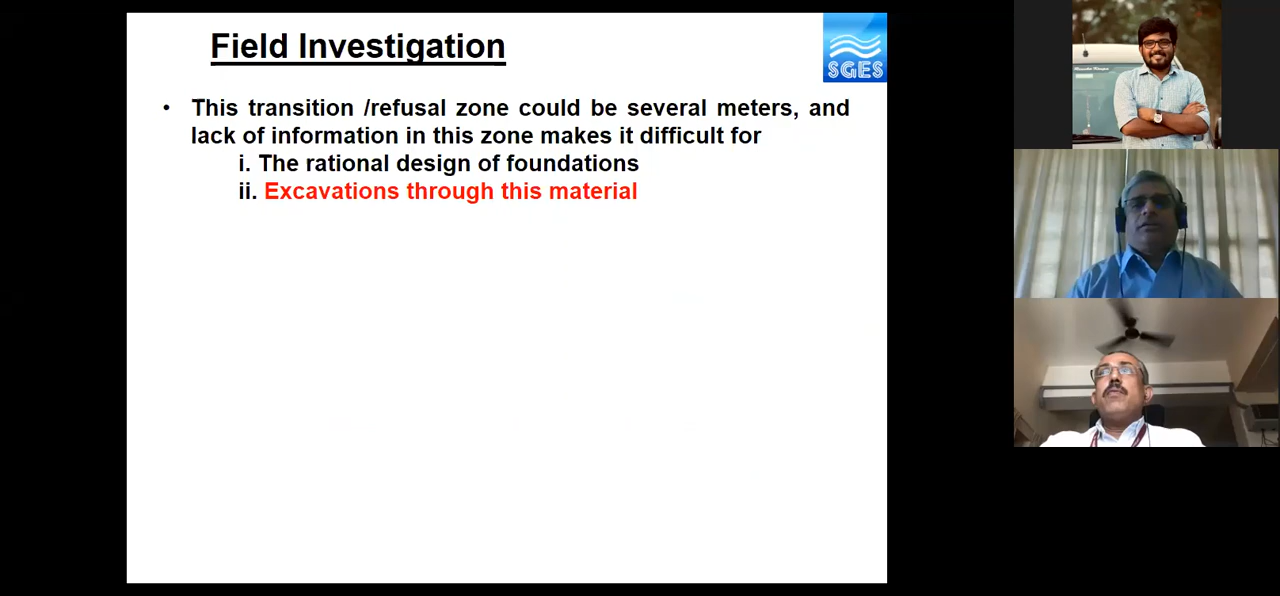 Field Investigation
SGES
• This transition /refusal zone could be several meters, and
lack of information in this zone makes it difficult for
i. The rational design of foundations
ii. Excavations through this material